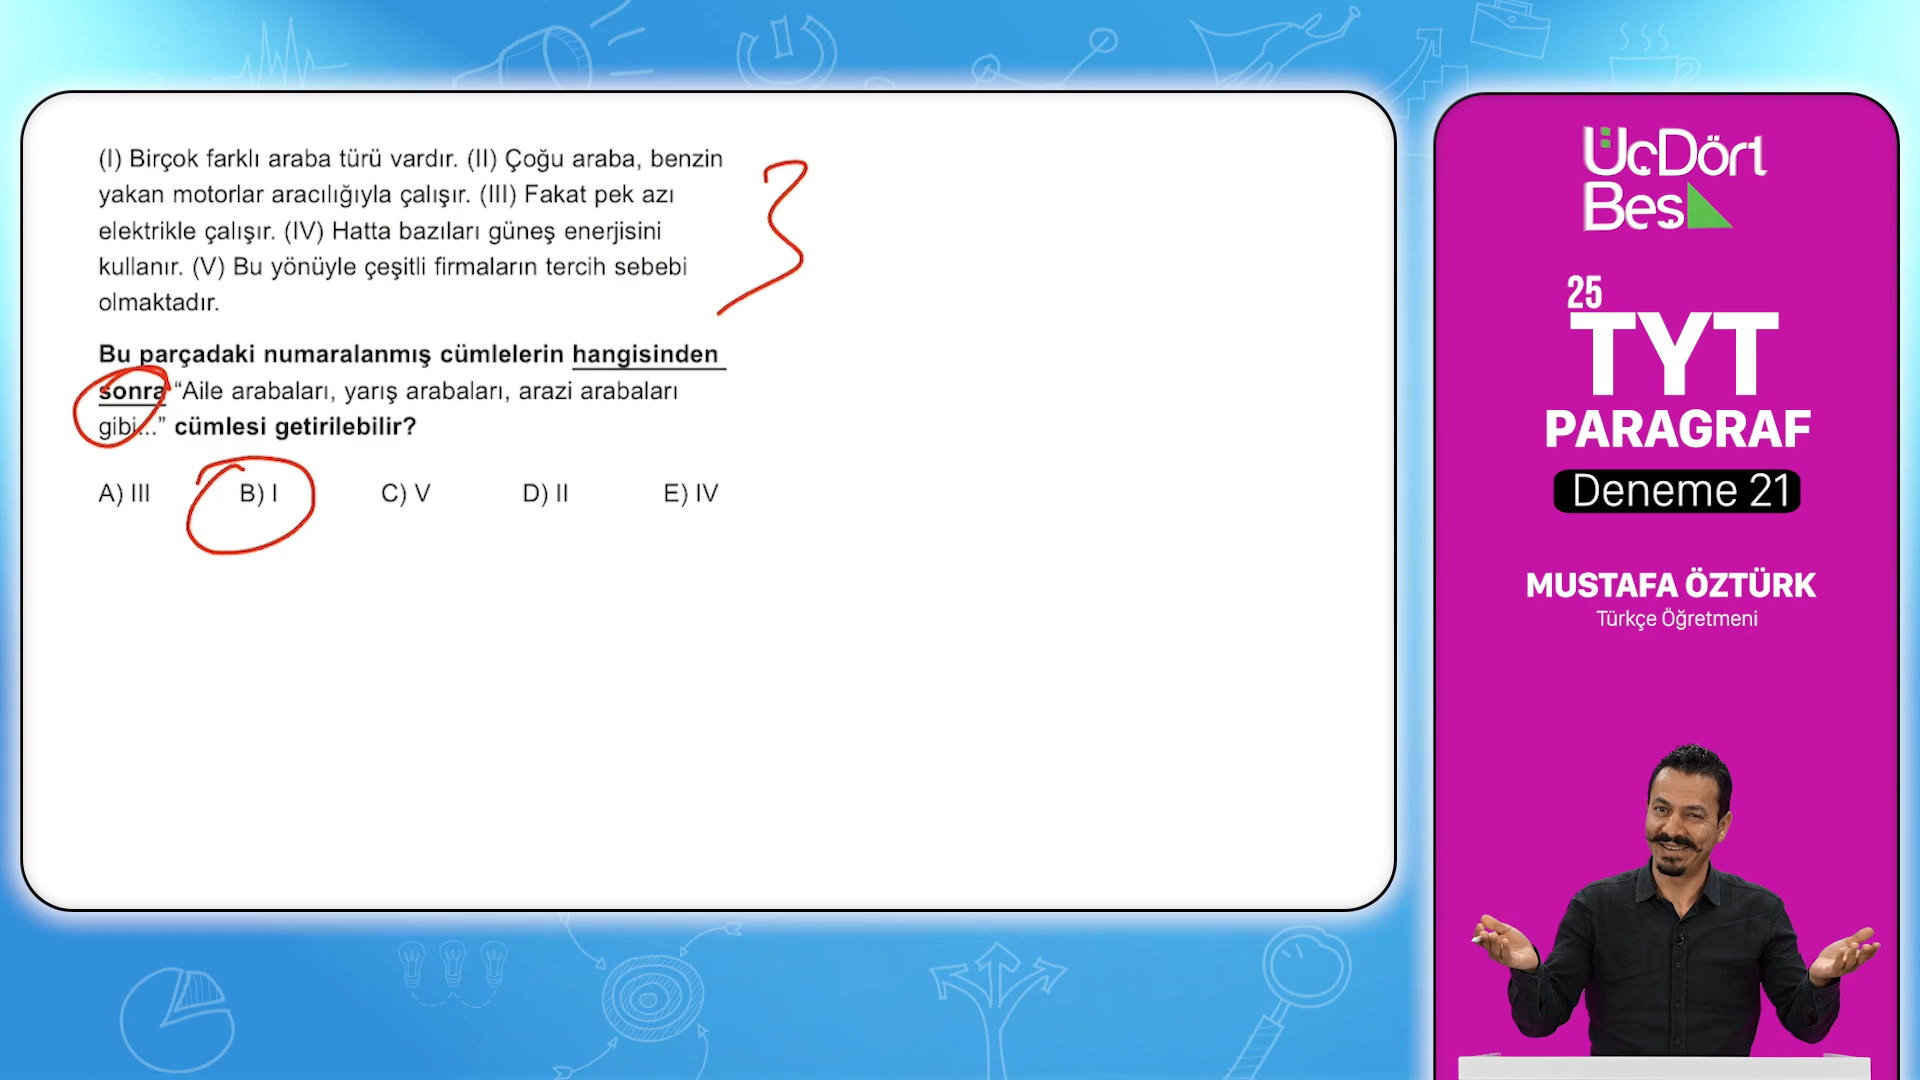 (I) Birçok farklı araba türü vardır. (II) Çoğu araba, benzin
yakan motorlar aracılığıyla çalışır. (III) Fakat pek azı
elektrikle çalışır. (IV) Hatta bazıları güneş enerjisini
kullanır. (V) Bu yönüyle çeşitli firmaların tercih sebebi
olmaktadır.
Bu parçadaki numaralanmış cümlelerin hangisinden
sonra “Aile arabaları, yarış arabaları, arazi arabaları
gibi...” cümlesi getirilebilir?
A) III B) I C) V D) II E) IV
ÜçDört
Beş
25
TYT
PARAGRAF
Deneme 21
MUSTAFA ÖZTÜRK
Türkçe Öğretmeni